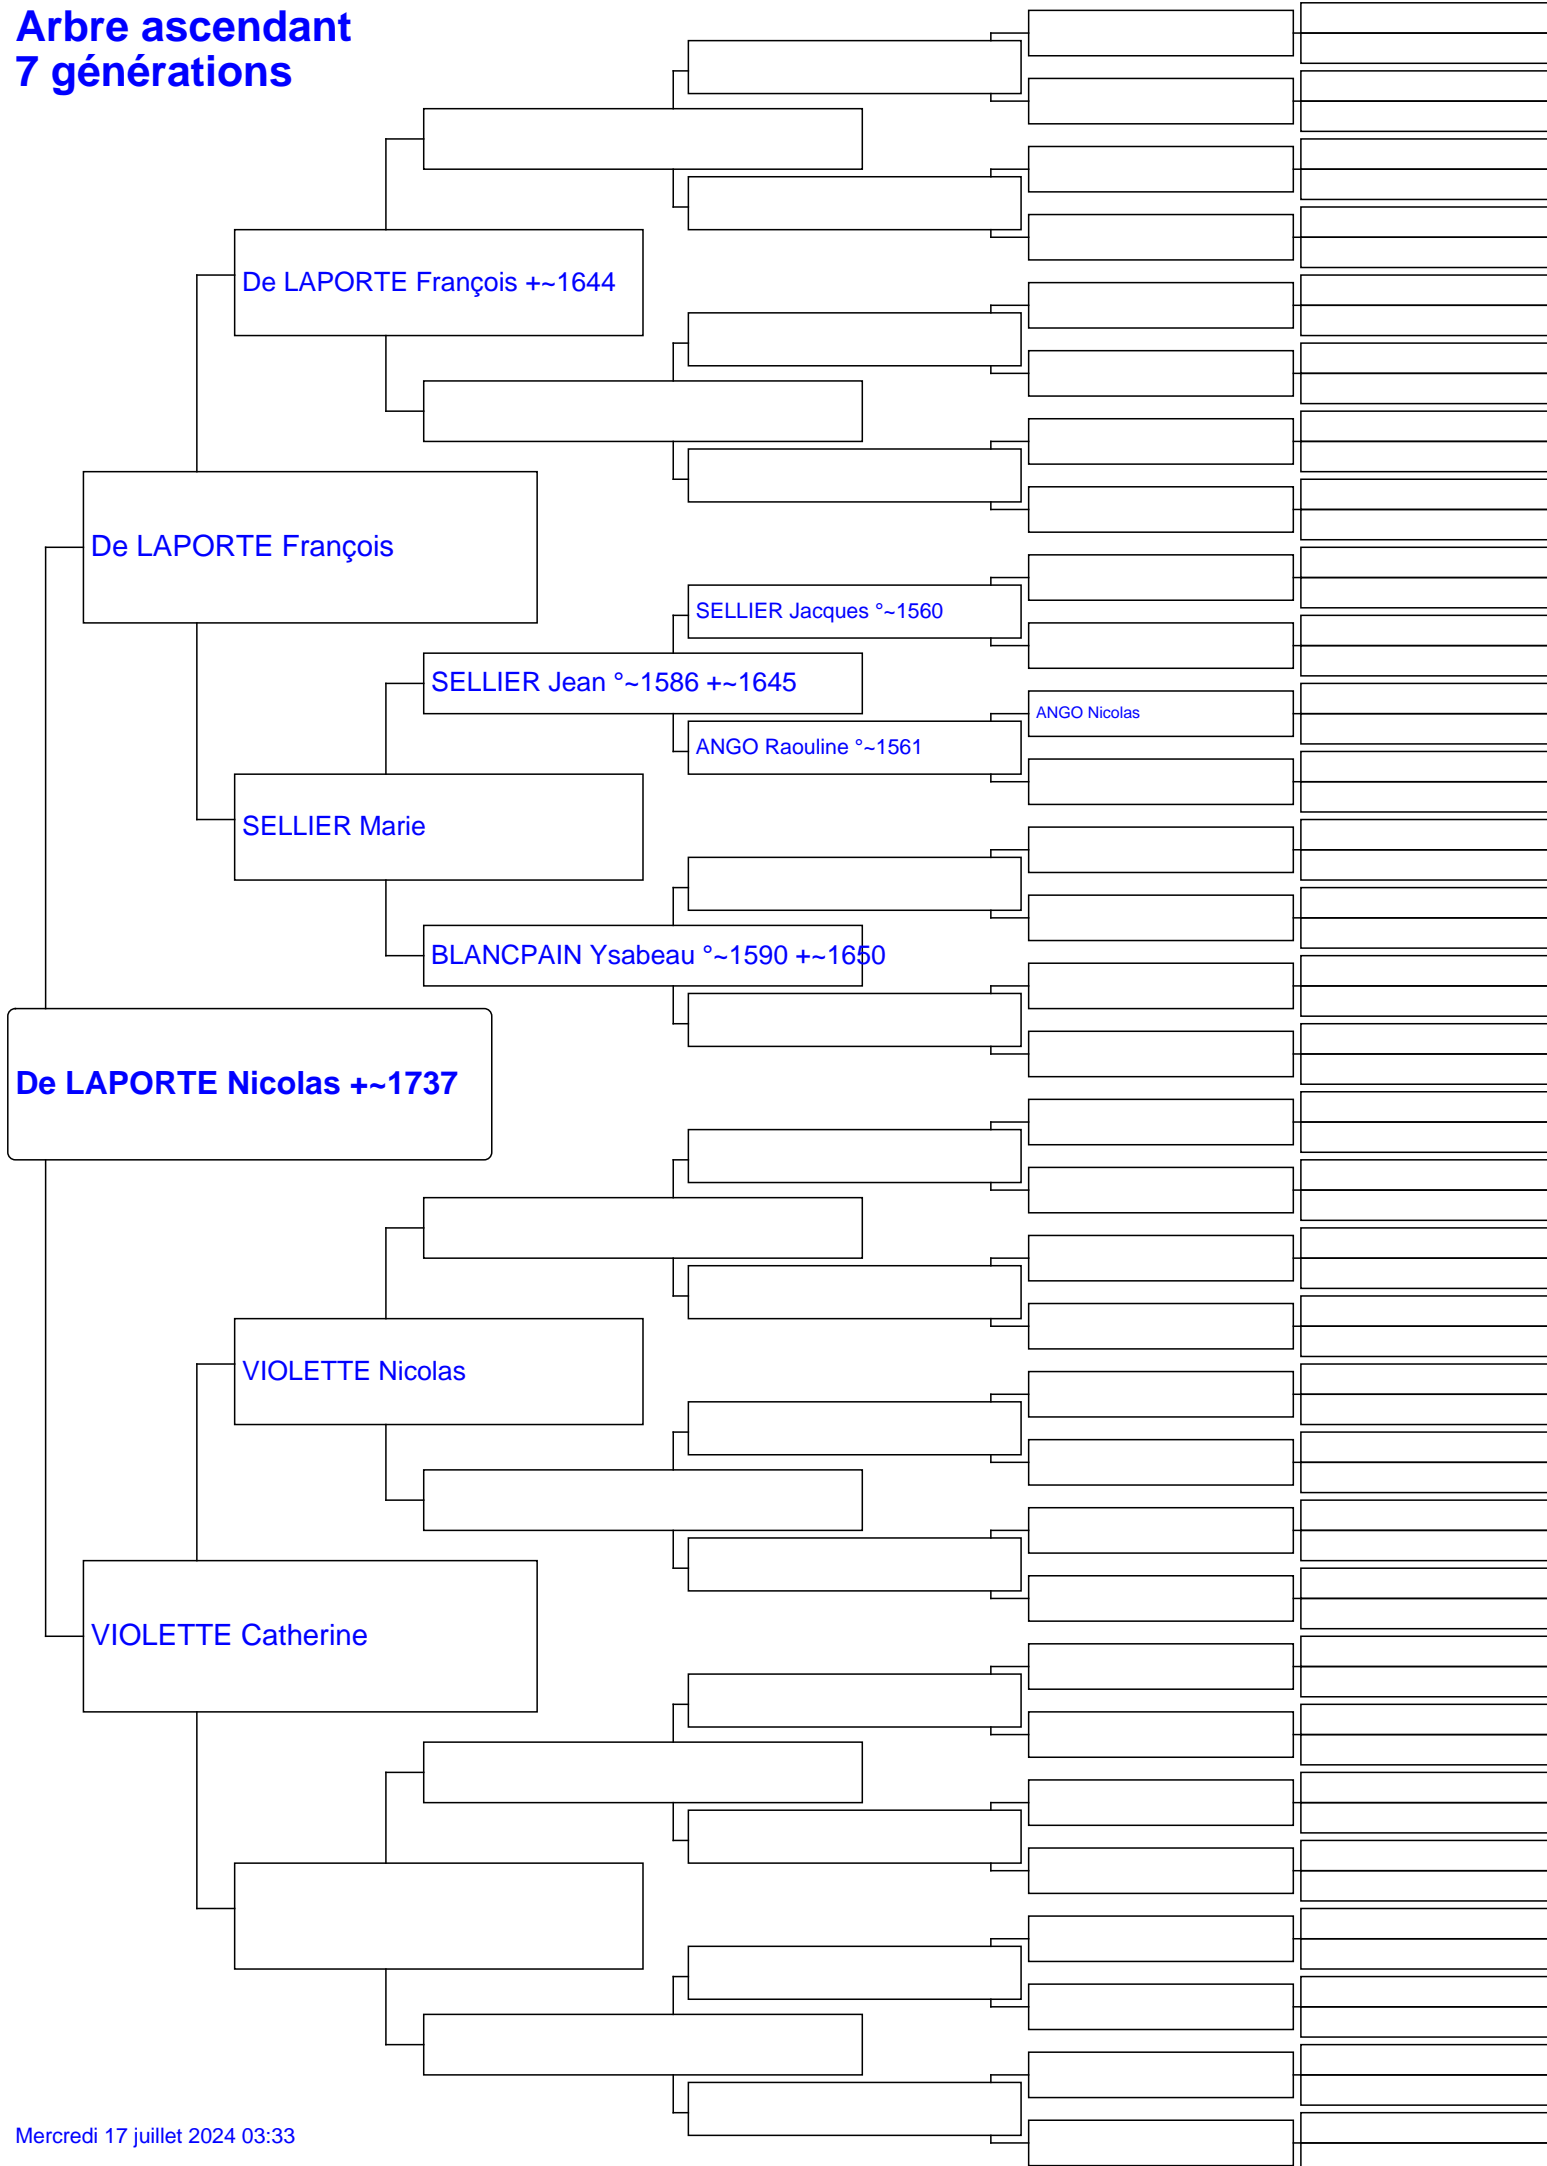 Arbre ascendant
7 générations
De LAPORTE François +~1644
De LAPORTE François
SELLIER Jacques °~1560
SELLIER Jean °~1586 +~1645
ANGO Nicolas
ANGO Raouline °~1561
SELLIER Marie
BLANCPAIN Ysabeau °~1590 +~1650
De LAPORTE Nicolas +~1737
VIOLETTE Nicolas
VIOLETTE Catherine
Mercredi 17 juillet 2024 03:33